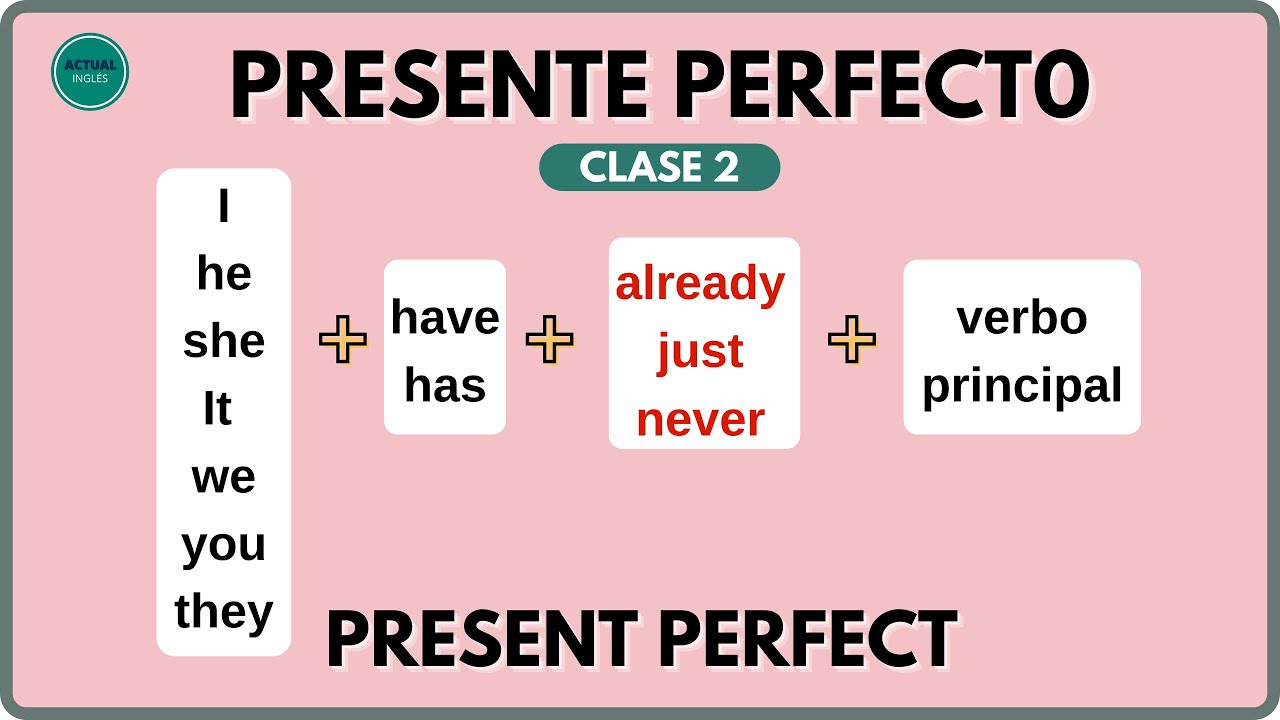 ACTUAL
INGLÉS
PRESENTE PERFECT0
CLASE 2
I
he
she
It
we
you
they
+
have
has
+
already
just
never
+
verbo
principal
PRESENT PERFECT